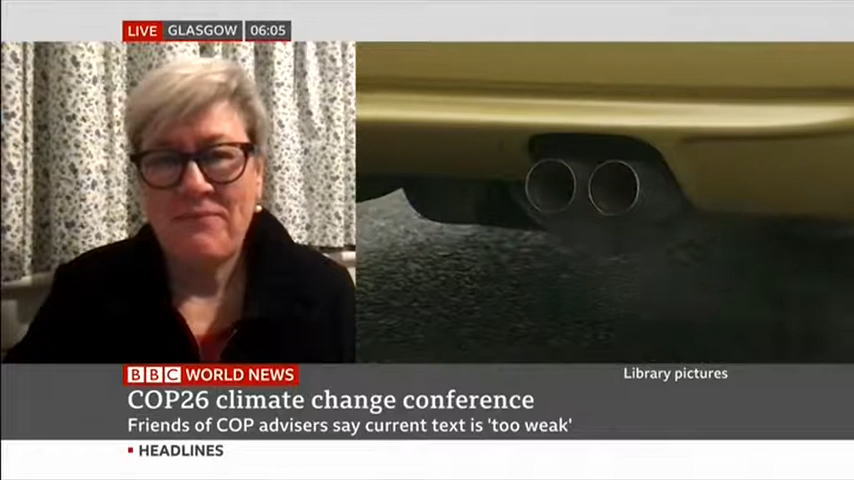 LIVE GLASGOW 06:05
BBC WORLD NEWS
Library pictures
COP26 climate change conference
Friends of COP advisers say current text is 'too weak'
HEADLINES